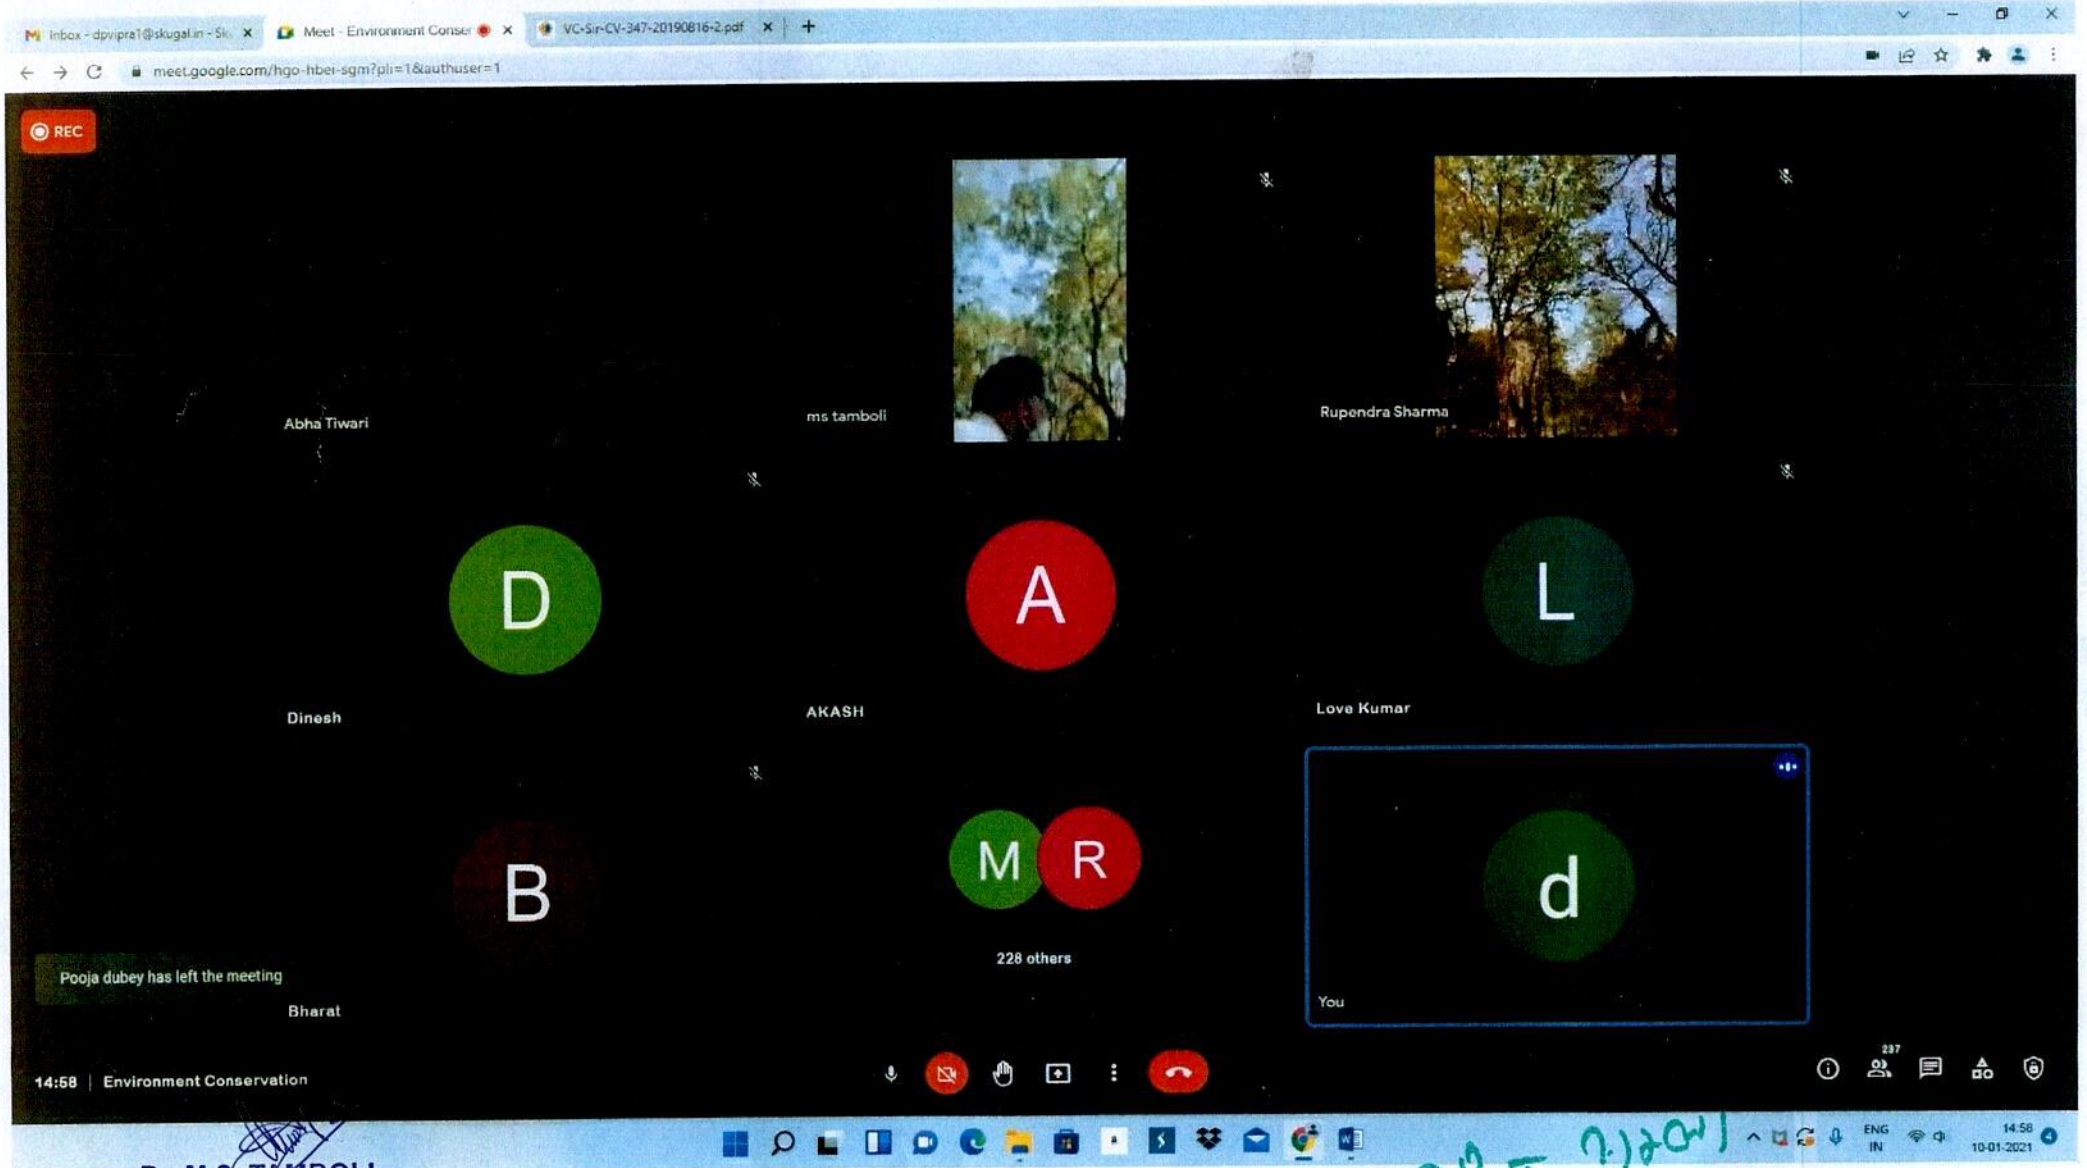 Inbox - dpvipra1@skugal.in - Sk
Meet - Environment Conser
VC-Sir-CV-347-20190816-2.pdf
meet.google.com/hgo-hbei-sgm?pli=1&authuser=1
REC
Abha Tiwari
ms tamboli
Rupendra Sharma
D
A
L
Dinesh
AKASH
Love Kumar
B
M
R
d
228 others
Pooja dubey has left the meeting
Bharat
You
14:58 | Environment Conservation
237
ENG
IN
14:58
10-01-2021
4